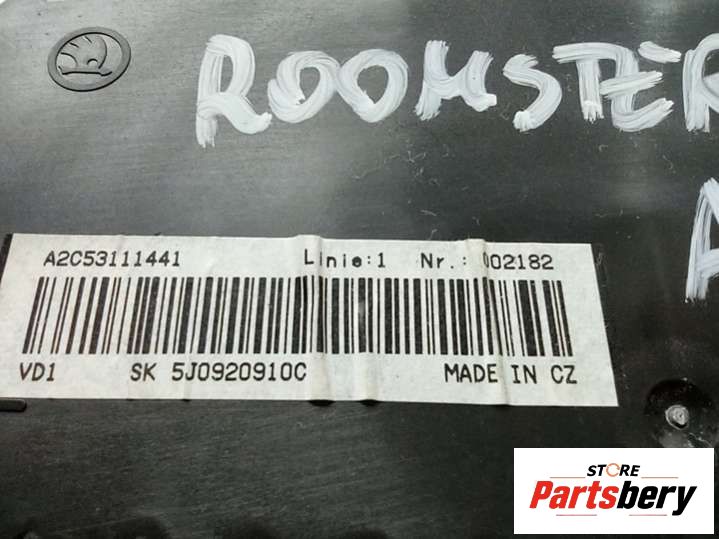 ROOMSTER
A
A2C53111441 Linie:1 Nr.: 002182
VD1 SK 5J0920910C MADE IN CZ
STORE
Partsbery